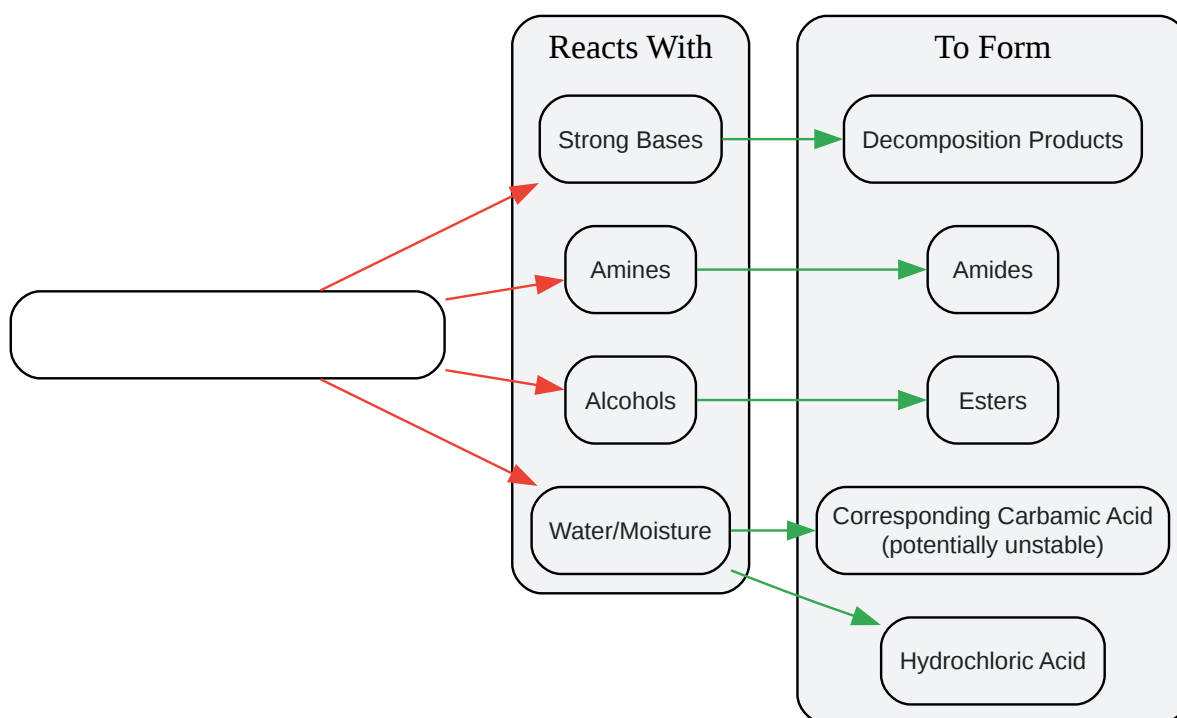 Reacts With
To Form
Strong Bases
Decomposition Products
Amines
Amides
Alcohols
Esters
Water/Moisture
Corresponding Carbamic Acid
(potentially unstable)
Hydrochloric Acid